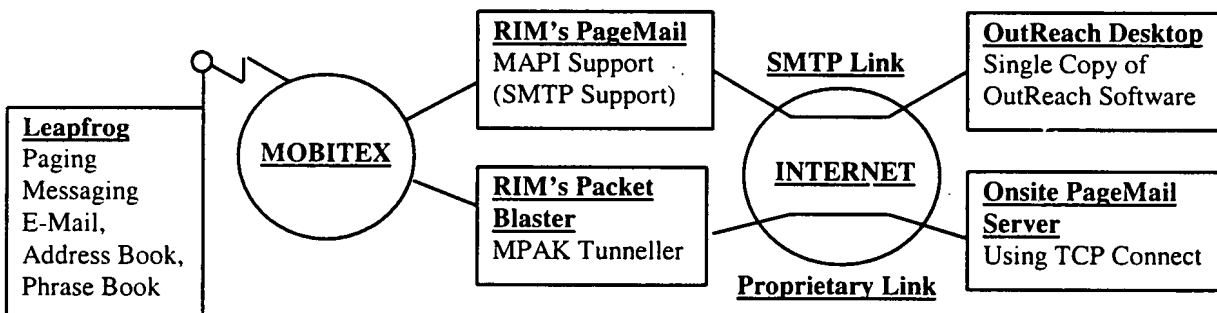 Leapfrog
Paging
Messaging
E-Mail,
Address Book,
Phrase Book
MOBITEX
RIM's PageMail
MAPI Support
(SMTP Support)
RIM's Packet
Blaster
MPAK Tunneller
SMTP Link
INTERNET
Proprietary Link
OutReach Desktop
Single Copy of
OutReach Software
Onsite PageMail
Server
Using TCP Connect